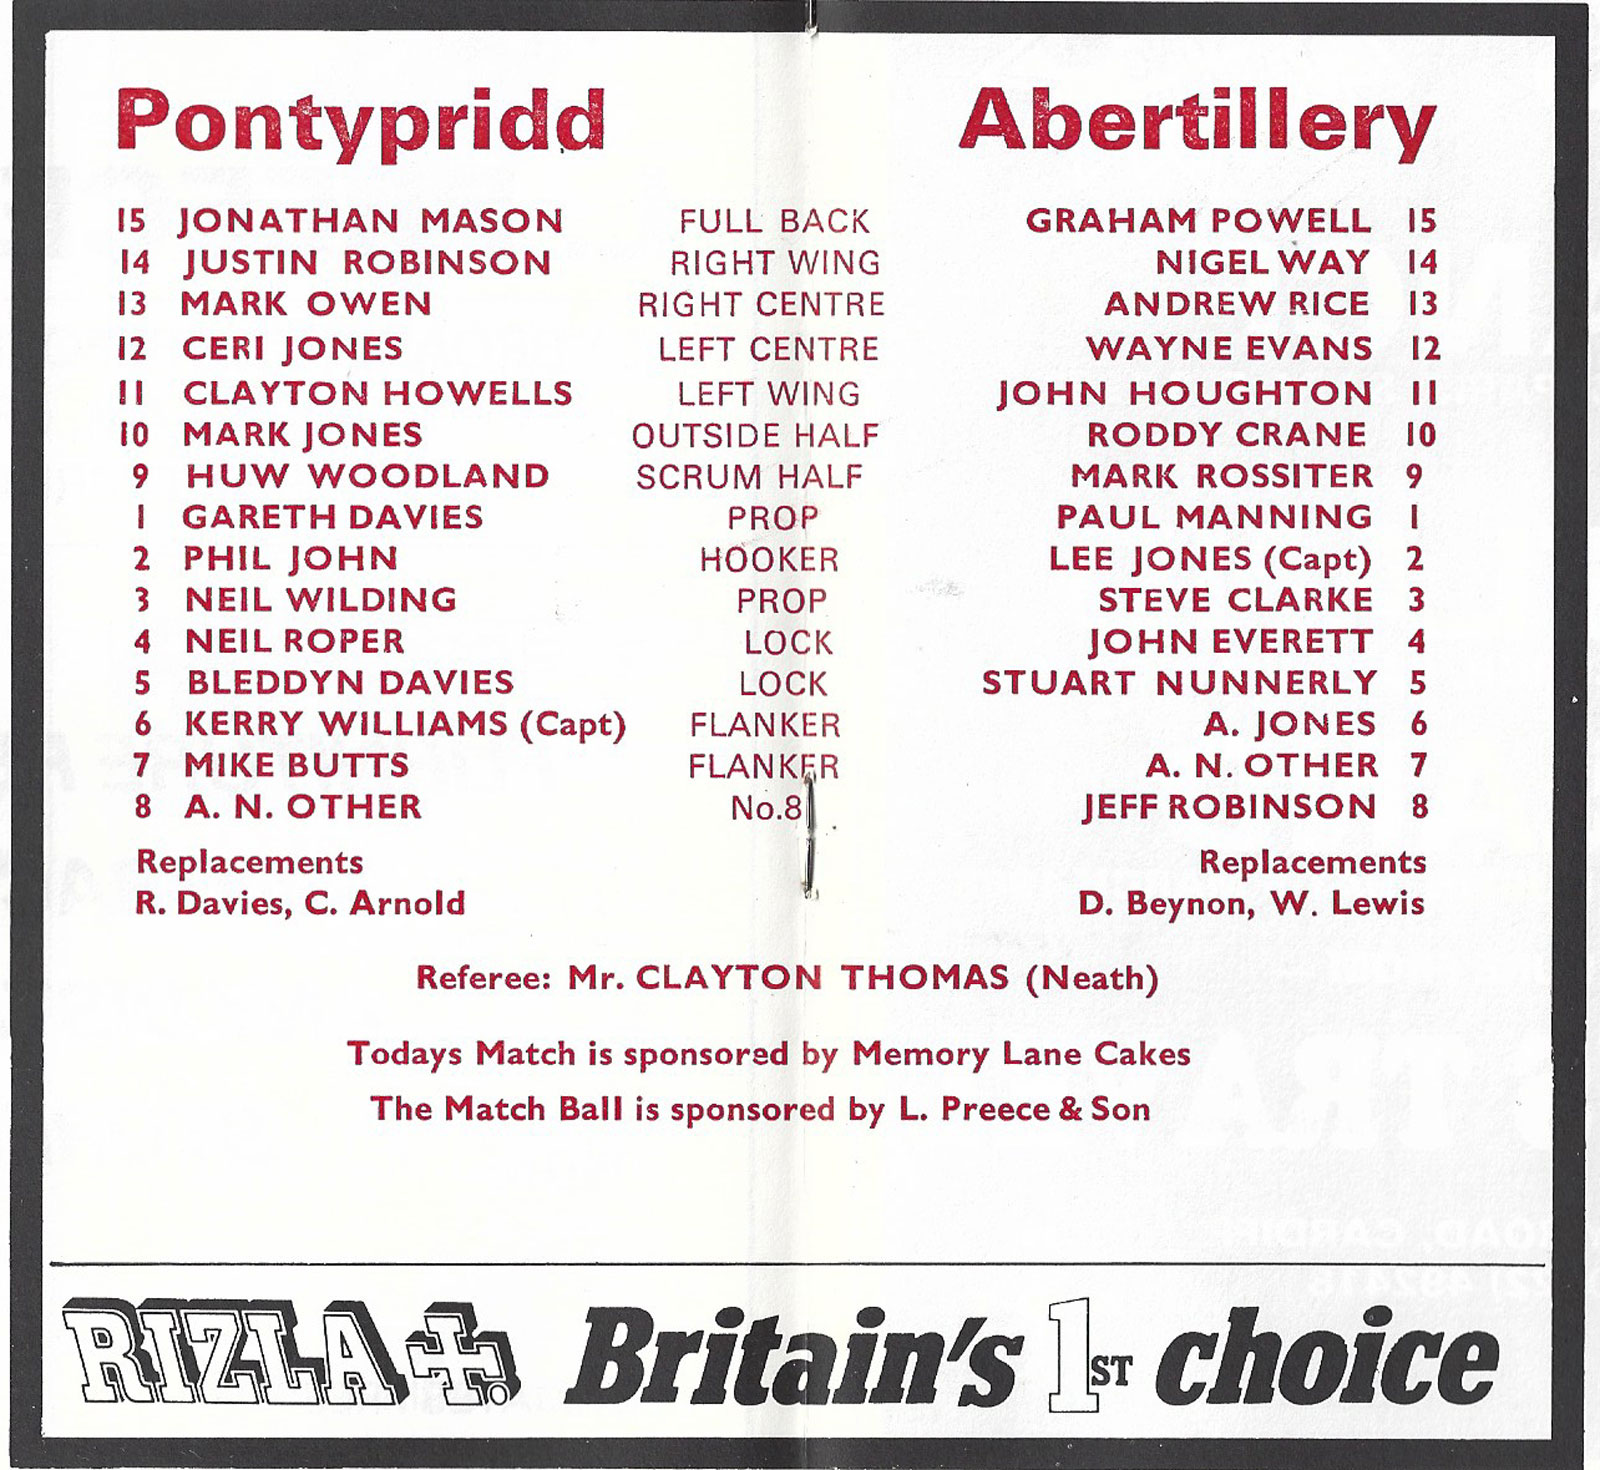 Pontypridd Abertillery
15 JONATHAN MASON FULL BACK GRAHAM POWELL 15
14 JUSTIN ROBINSON RIGHT WING NIGEL WAY 14
13 MARK OWEN RIGHT CENTRE ANDREW RICE 13
12 CERI JONES LEFT CENTRE WAYNE EVANS 12
11 CLAYTON HOWELLS LEFT WING JOHN HOUGHTON 11
10 MARK JONES OUTSIDE HALF RODDY CRANE 10
9 HUW WOODLAND SCRUM HALF MARK ROSSITER 9
1 GARETH DAVIES PROP PAUL MANNING 1
2 PHIL JOHN HOOKER LEE JONES (Capt) 2
3 NEIL WILDING PROP STEVE CLARKE 3
4 NEIL ROPER LOCK JOHN EVERETT 4
5 BLEDDYN DAVIES LOCK STUART NUNNERLY 5
6 KERRY WILLIAMS (Capt) FLANKER A. JONES 6
7 MIKE BUTTS FLANKER A. N. OTHER 7
8 A. N. OTHER No.8 JEFF ROBINSON 8
Replacements Replacements
R. Davies, C. Arnold D. Beynon, W. Lewis
Referee: Mr. CLAYTON THOMAS (Neath)
Todays Match is sponsored by Memory Lane Cakes
The Match Ball is sponsored by L. Preece & Son
RIZLA+. Britain's 1ST choice